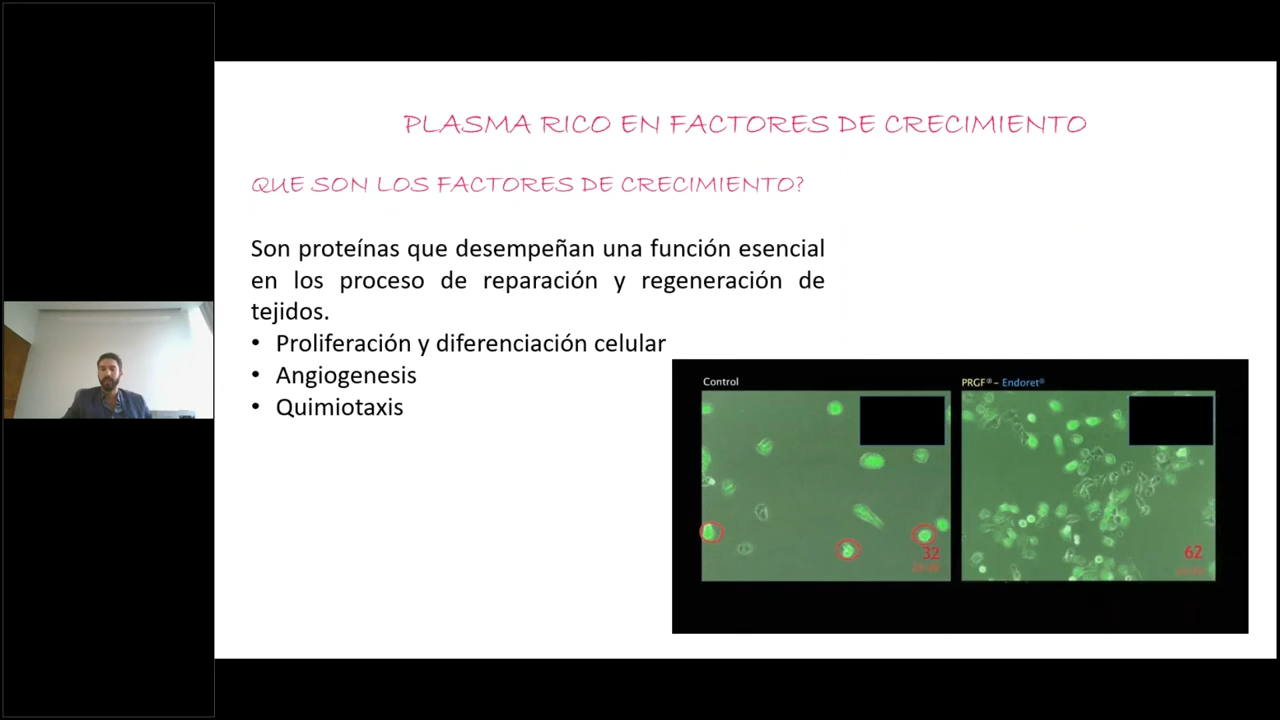 PLASMA RICO EN FACTORES DE CRECIMIENTO
QUE SON LOS FACTORES DE CRECIMIENTO?
Son proteínas que desempeñan una función esencial
en los proceso de reparación y regeneración de
tejidos.
• Proliferación y diferenciación celular
• Angiogenesis
• Quimiotaxis
Control
PRGF® - Endoret®
32
62